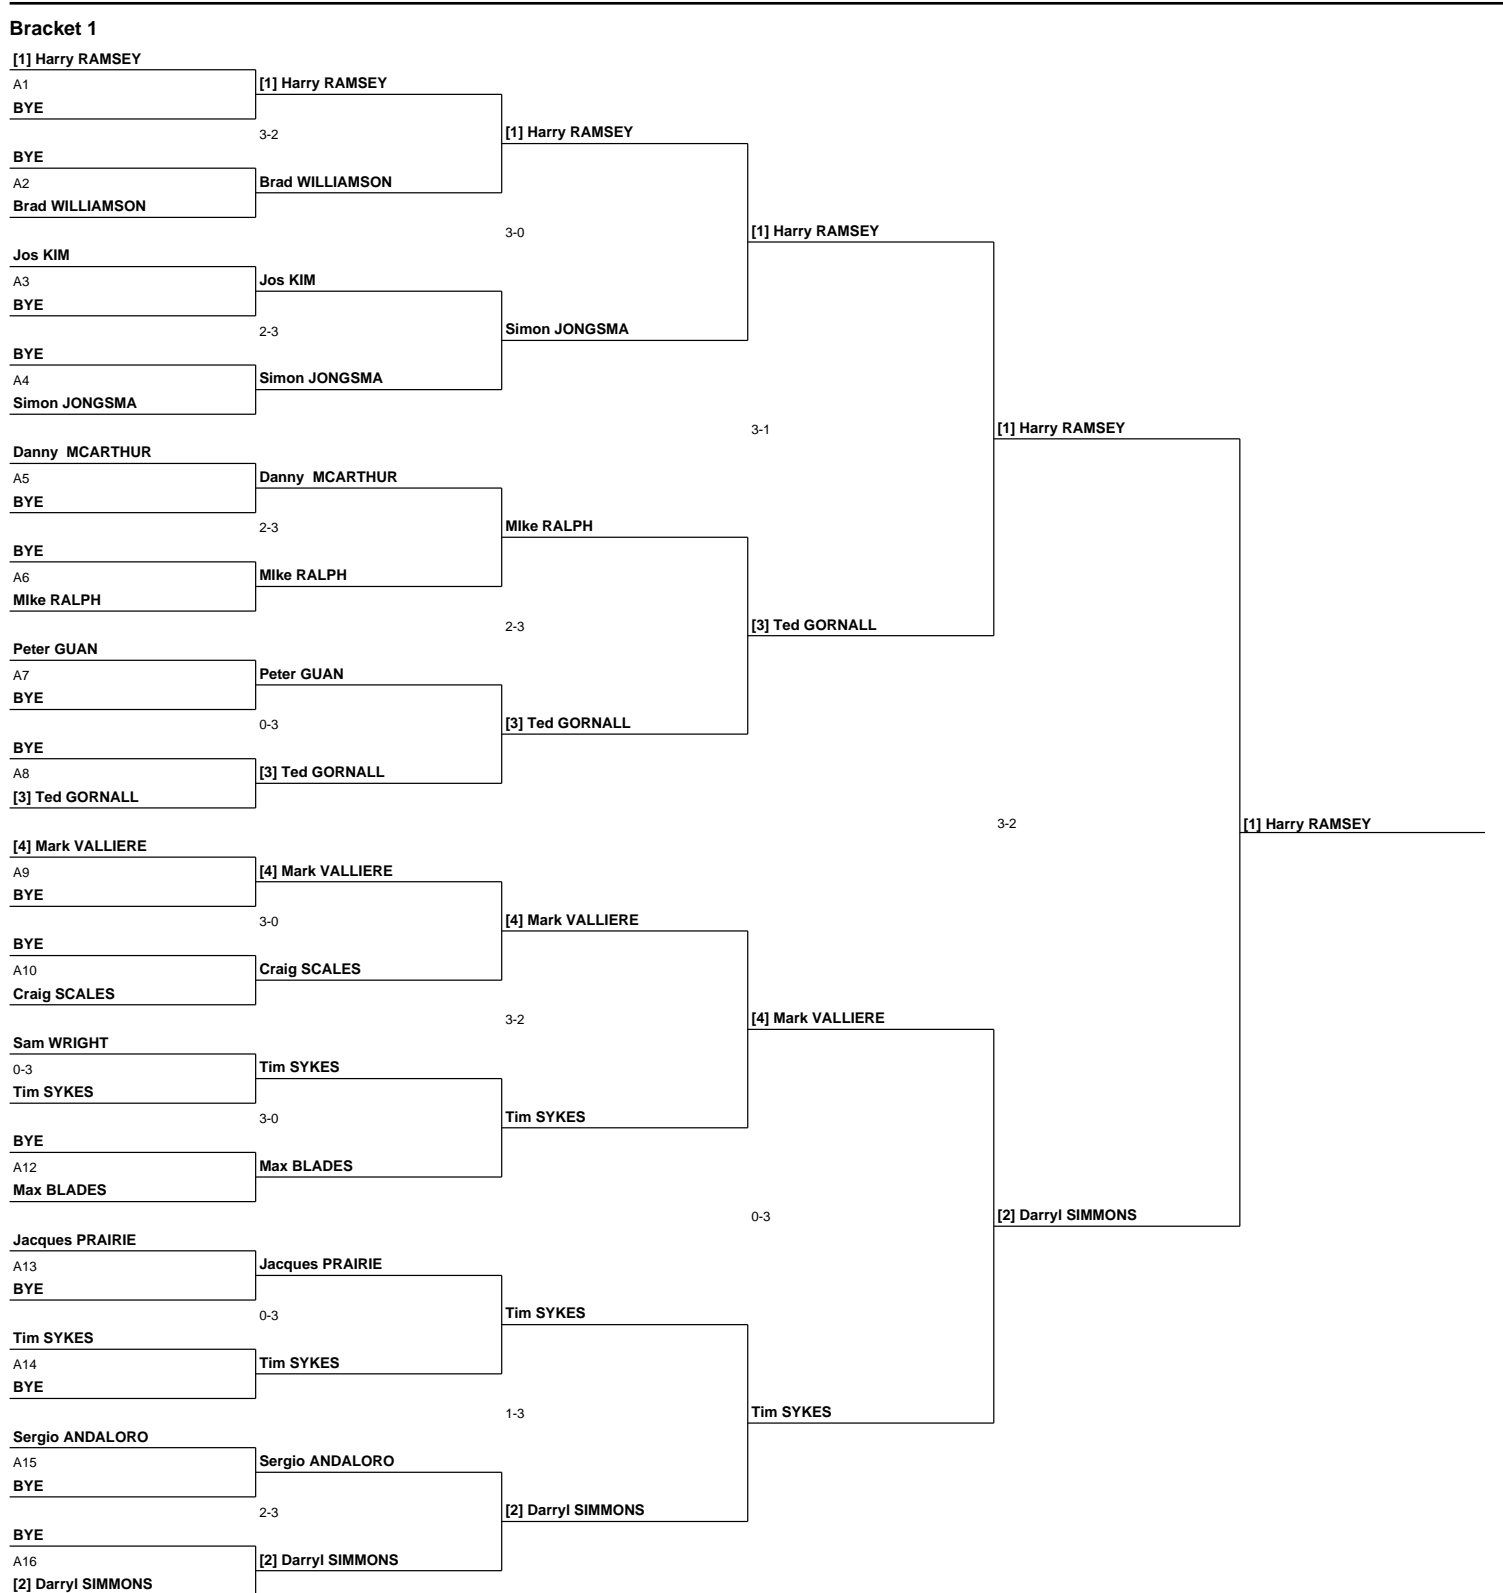 Bracket 1
[1] Harry RAMSEY
A1
BYE
BYE
A2
Brad WILLIAMSON
Jos KIM
A3
BYE
BYE
A4
Simon JONGSMA
Danny  MCARTHUR
A5
BYE
BYE
A6
MIke RALPH
Peter GUAN
A7
BYE
BYE
A8
[3] Ted GORNALL
[4] Mark VALLIERE
A9
BYE
BYE
A10
Craig SCALES
Sam WRIGHT
0-3
Tim SYKES
BYE
A12
Max BLADES
Jacques PRAIRIE
A13
BYE
Tim SYKES
A14
BYE
Sergio ANDALORO
A15
BYE
BYE
A16
[2] Darryl SIMMONS
[1] Harry RAMSEY
3-2
Brad WILLIAMSON
Jos KIM
2-3
Simon JONGSMA
Danny  MCARTHUR
2-3
MIke RALPH
Peter GUAN
0-3
[3] Ted GORNALL
[4] Mark VALLIERE
3-0
Craig SCALES
Tim SYKES
3-0
Max BLADES
Jacques PRAIRIE
0-3
Tim SYKES
Sergio ANDALORO
2-3
[2] Darryl SIMMONS
[1] Harry RAMSEY
3-0
Simon JONGSMA
MIke RALPH
2-3
[3] Ted GORNALL
[4] Mark VALLIERE
3-2
Tim SYKES
Tim SYKES
1-3
[2] Darryl SIMMONS
[1] Harry RAMSEY
3-1
[3] Ted GORNALL
[4] Mark VALLIERE
0-3
Tim SYKES
[1] Harry RAMSEY
3-2
[2] Darryl SIMMONS
[1] Harry RAMSEY